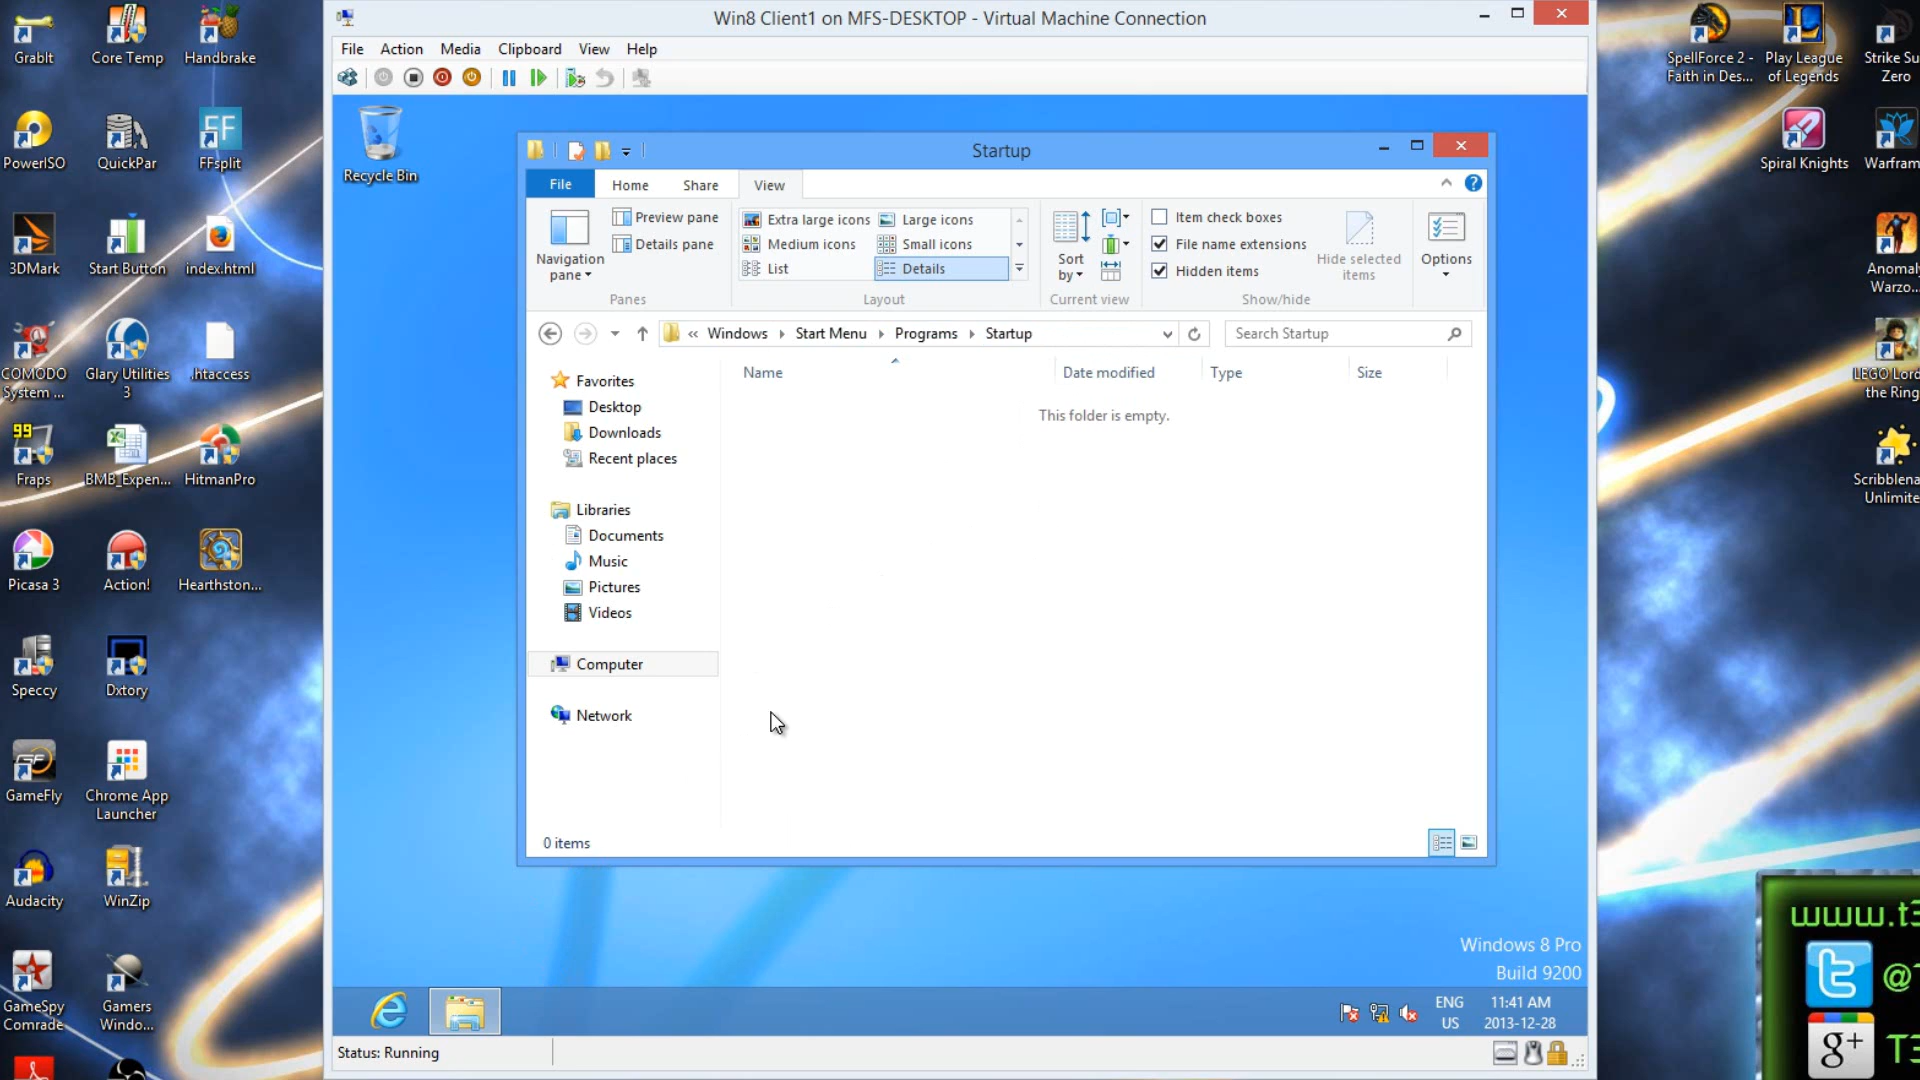 GrabIt
Core Temp
Handbrake
PowerISO
QuickPar
FFsplit
3DMark
Start Button
index.html
COMODO
System ...
Glary Utilities
3
.htaccess
99
Fraps
BMB_Expen...
HitmanPro
Picasa 3
Action!
Hearthston...
Speccy
Dxtory
GameFly
Chrome App
Launcher
Audacity
WinZip
GameSpy
Comrade
Gamers
Windo...
Win8 Client1 on MFS-DESKTOP - Virtual Machine Connection
File Action Media Clipboard View Help
Recycle Bin
Startup
File Home Share View
Navigation
pane
Preview pane
Details pane
Panes
Extra large icons Large icons
Medium icons Small icons
List Details
Layout
Sort
by
Current view
Item check boxes
File name extensions
Hidden items
Hide selected
items
Show/hide
Options
« Windows Start Menu Programs Startup
Search Startup
Name Date modified Type Size
This folder is empty.
Favorites
Desktop
Downloads
Recent places
Libraries
Documents
Music
Pictures
Videos
Computer
Network
0 items
Windows 8 Pro
Build 9200
ENG
US
11:41 AM
2013-12-28
Status: Running
SpellForce 2 -
Faith in Des...
Play League
of Legends
Strike Su
Zero
Spiral Knights
Warfram
Anomaly
Warzo...
LEGO Lord
the Ring
Scribblena
Unlimite
www.t3
@T
g+ T3